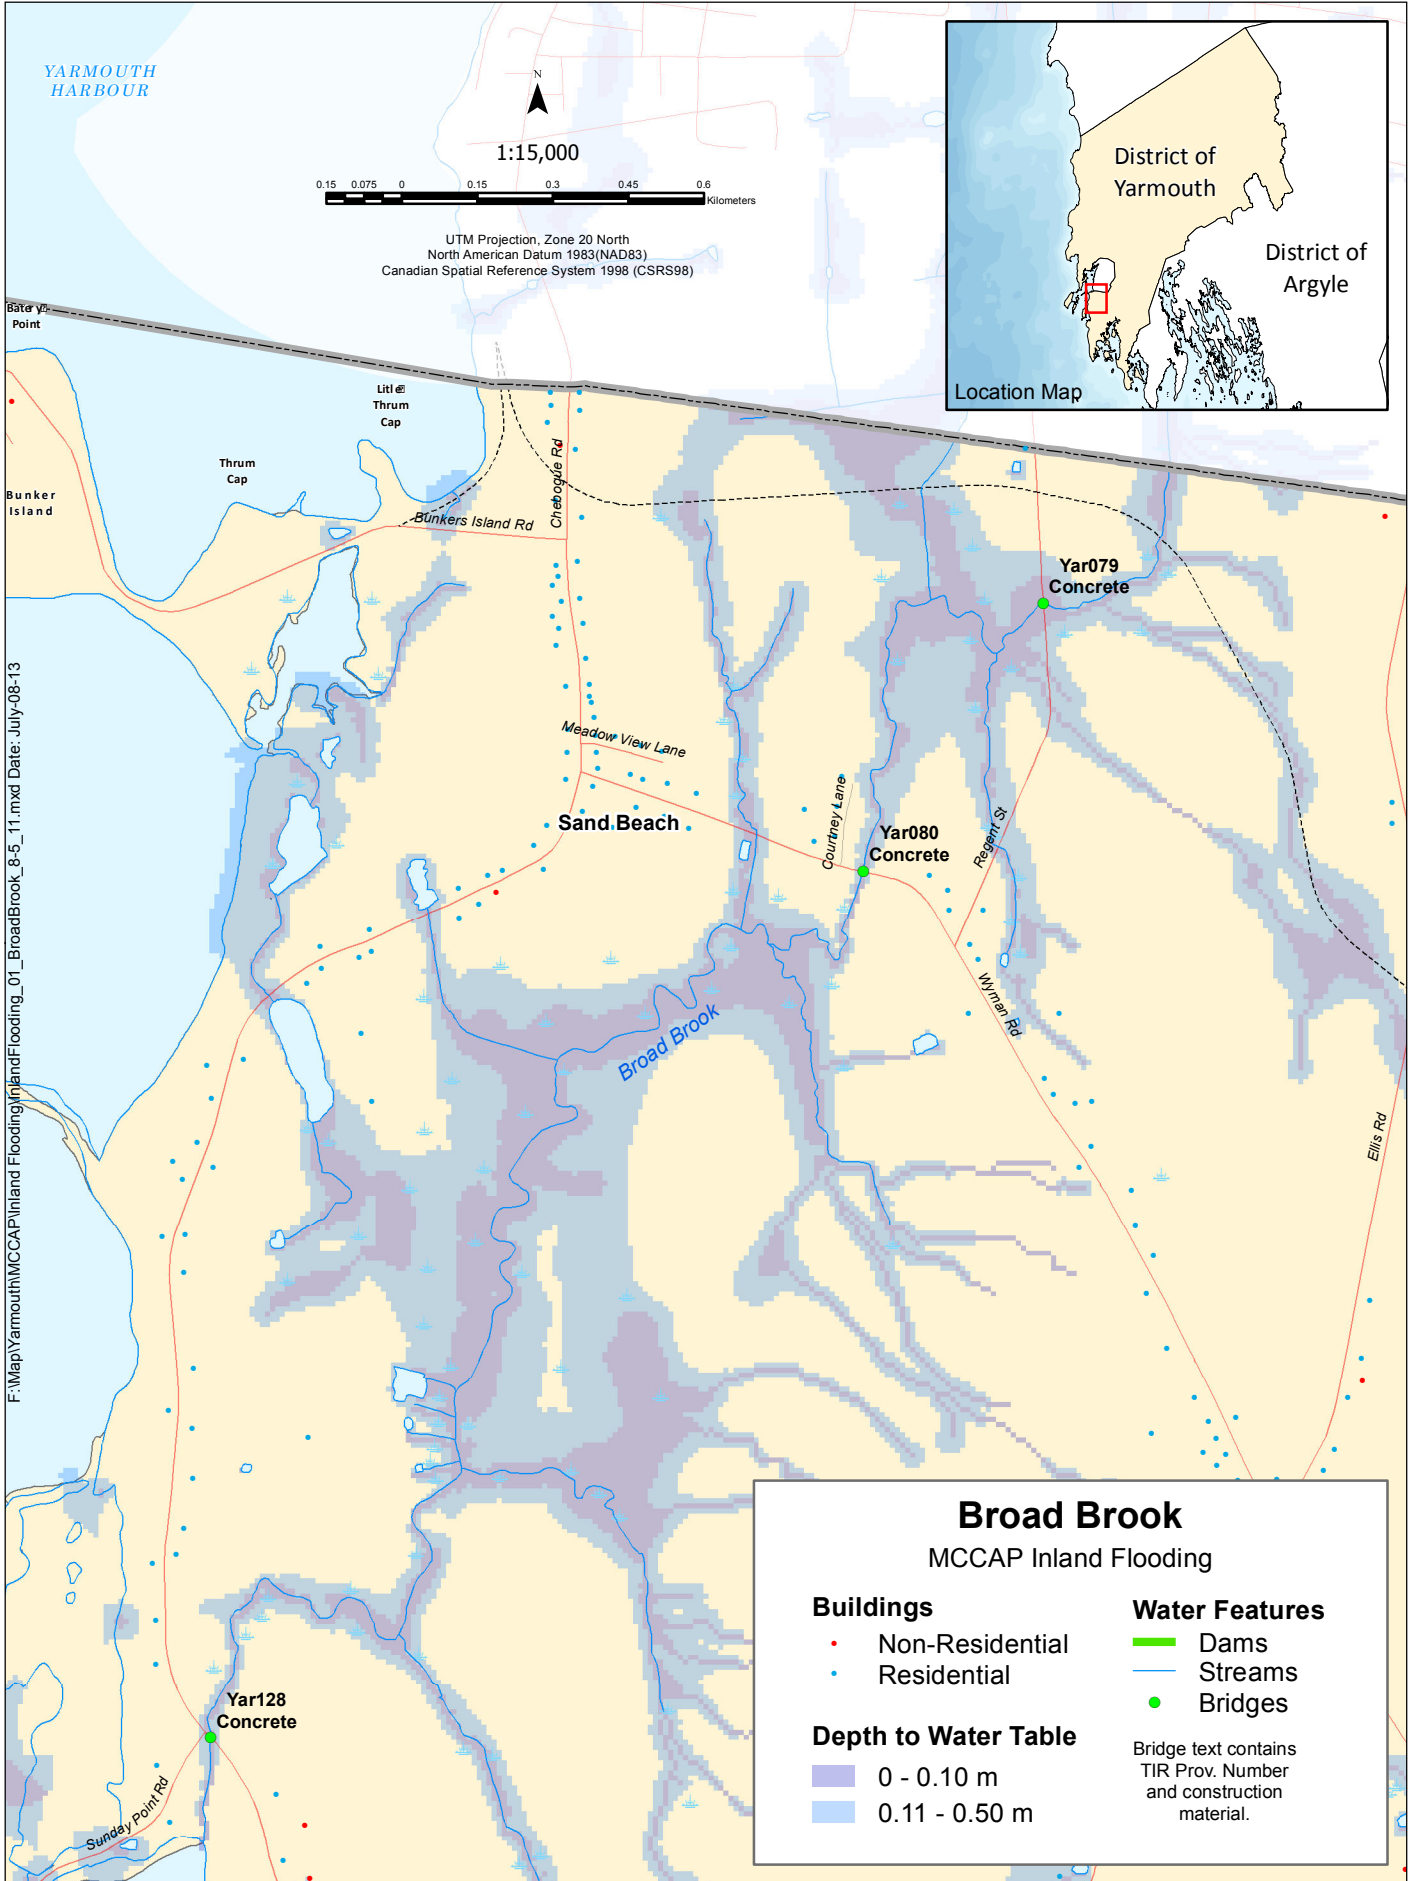 YARMOUTH
HARBOUR
N
1:15,000
0.15 0.075 0 0.15 0.3 0.45 0.6
Kilometers
UTM Projection, Zone 20 North
North American Datum 1983(NAD83)
Canadian Spatial Reference System 1998 (CSRS98)
District of
Yarmouth
District of
Argyle
Location Map
Batery
Point
Litle
Thrum
Cap
Thrum
Cap
Bunker
Island
Bunkers Island Rd
Chebogue Rd
Yar079
Concrete
Meadow View Lane
Sand Beach
Courtney Lane
Yar080
Concrete
Regent St
Wyman Rd
Broad Brook
Ellis Rd
Yar128
Concrete
Sunday Point Rd
F:\Map\Yarmouth\MCCAP\Inland Flooding\InlandFlooding_01_BroadBrook_8-5_11.mxd Date: July-08-13
Broad Brook
MCCAP Inland Flooding
Buildings
Non-Residential
Residential
Depth to Water Table
0 - 0.10 m
0.11 - 0.50 m
Water Features
Dams
Streams
Bridges
Bridge text contains
TIR Prov. Number
and construction
material.